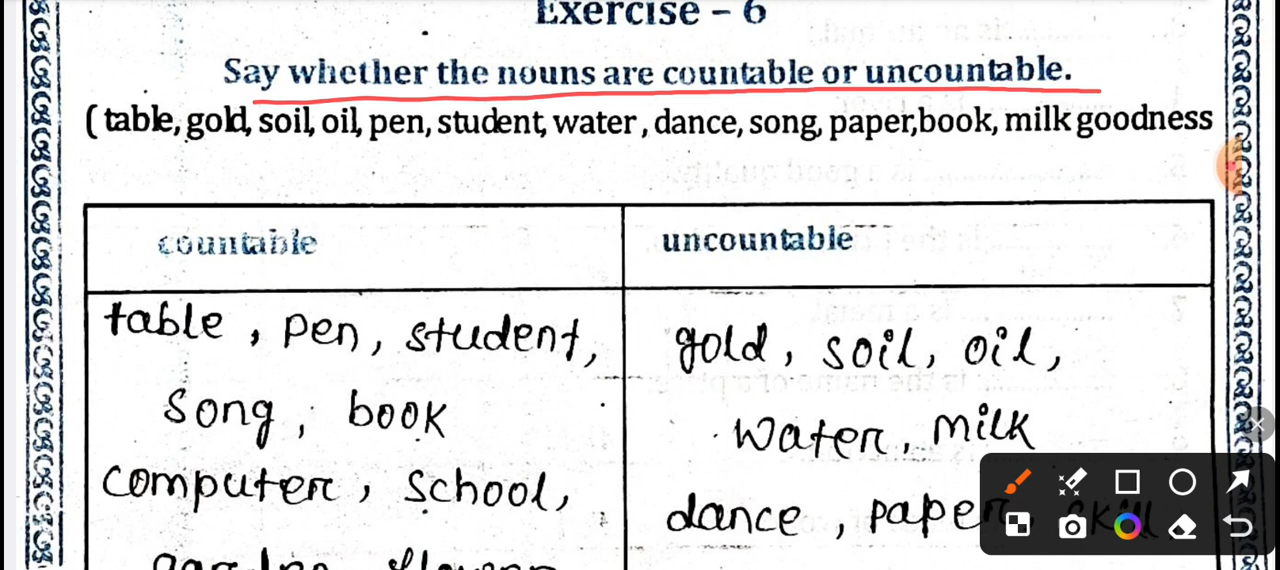 Exercise – 6
Say whether the nouns are countable or uncountable.
( table, gold, soil, oil, pen, student, water , dance, song, paper,book, milk goodness
countable
uncountable
table , pen, student,
song, book
computer, school,
gold, soil, oil,
water, milk
dance, paper, skill,